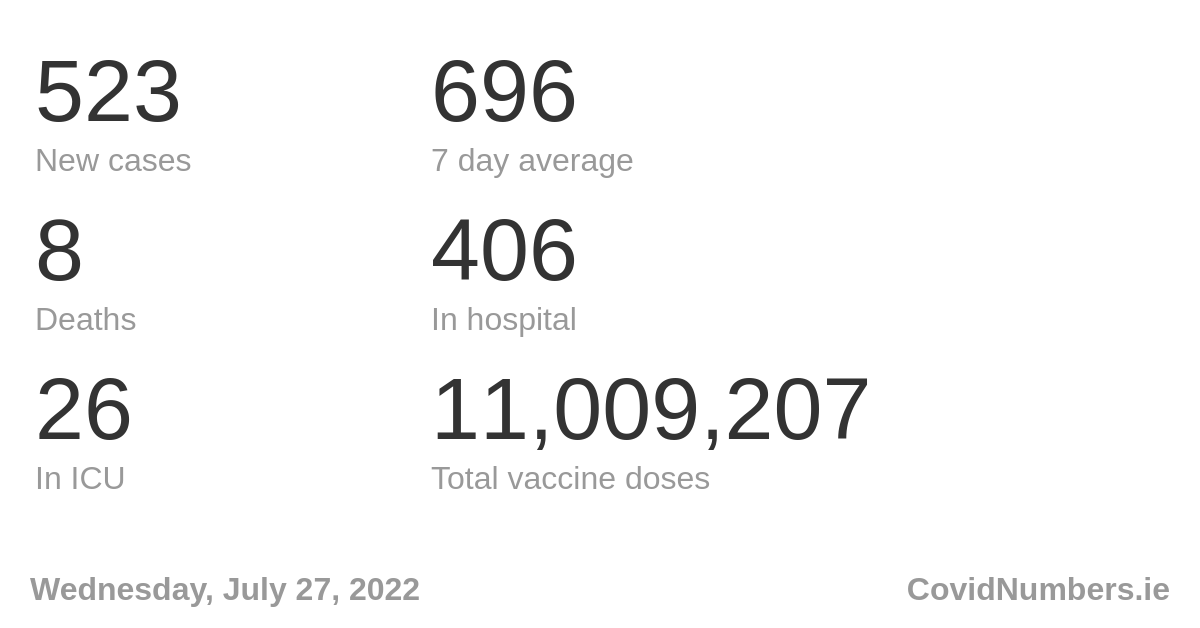 523
696
New cases
7 day average
8
406
Deaths
In hospital
26
11,009,207
In ICU
Total vaccine doses
Wednesday, July 27, 2022
CovidNumbers.ie